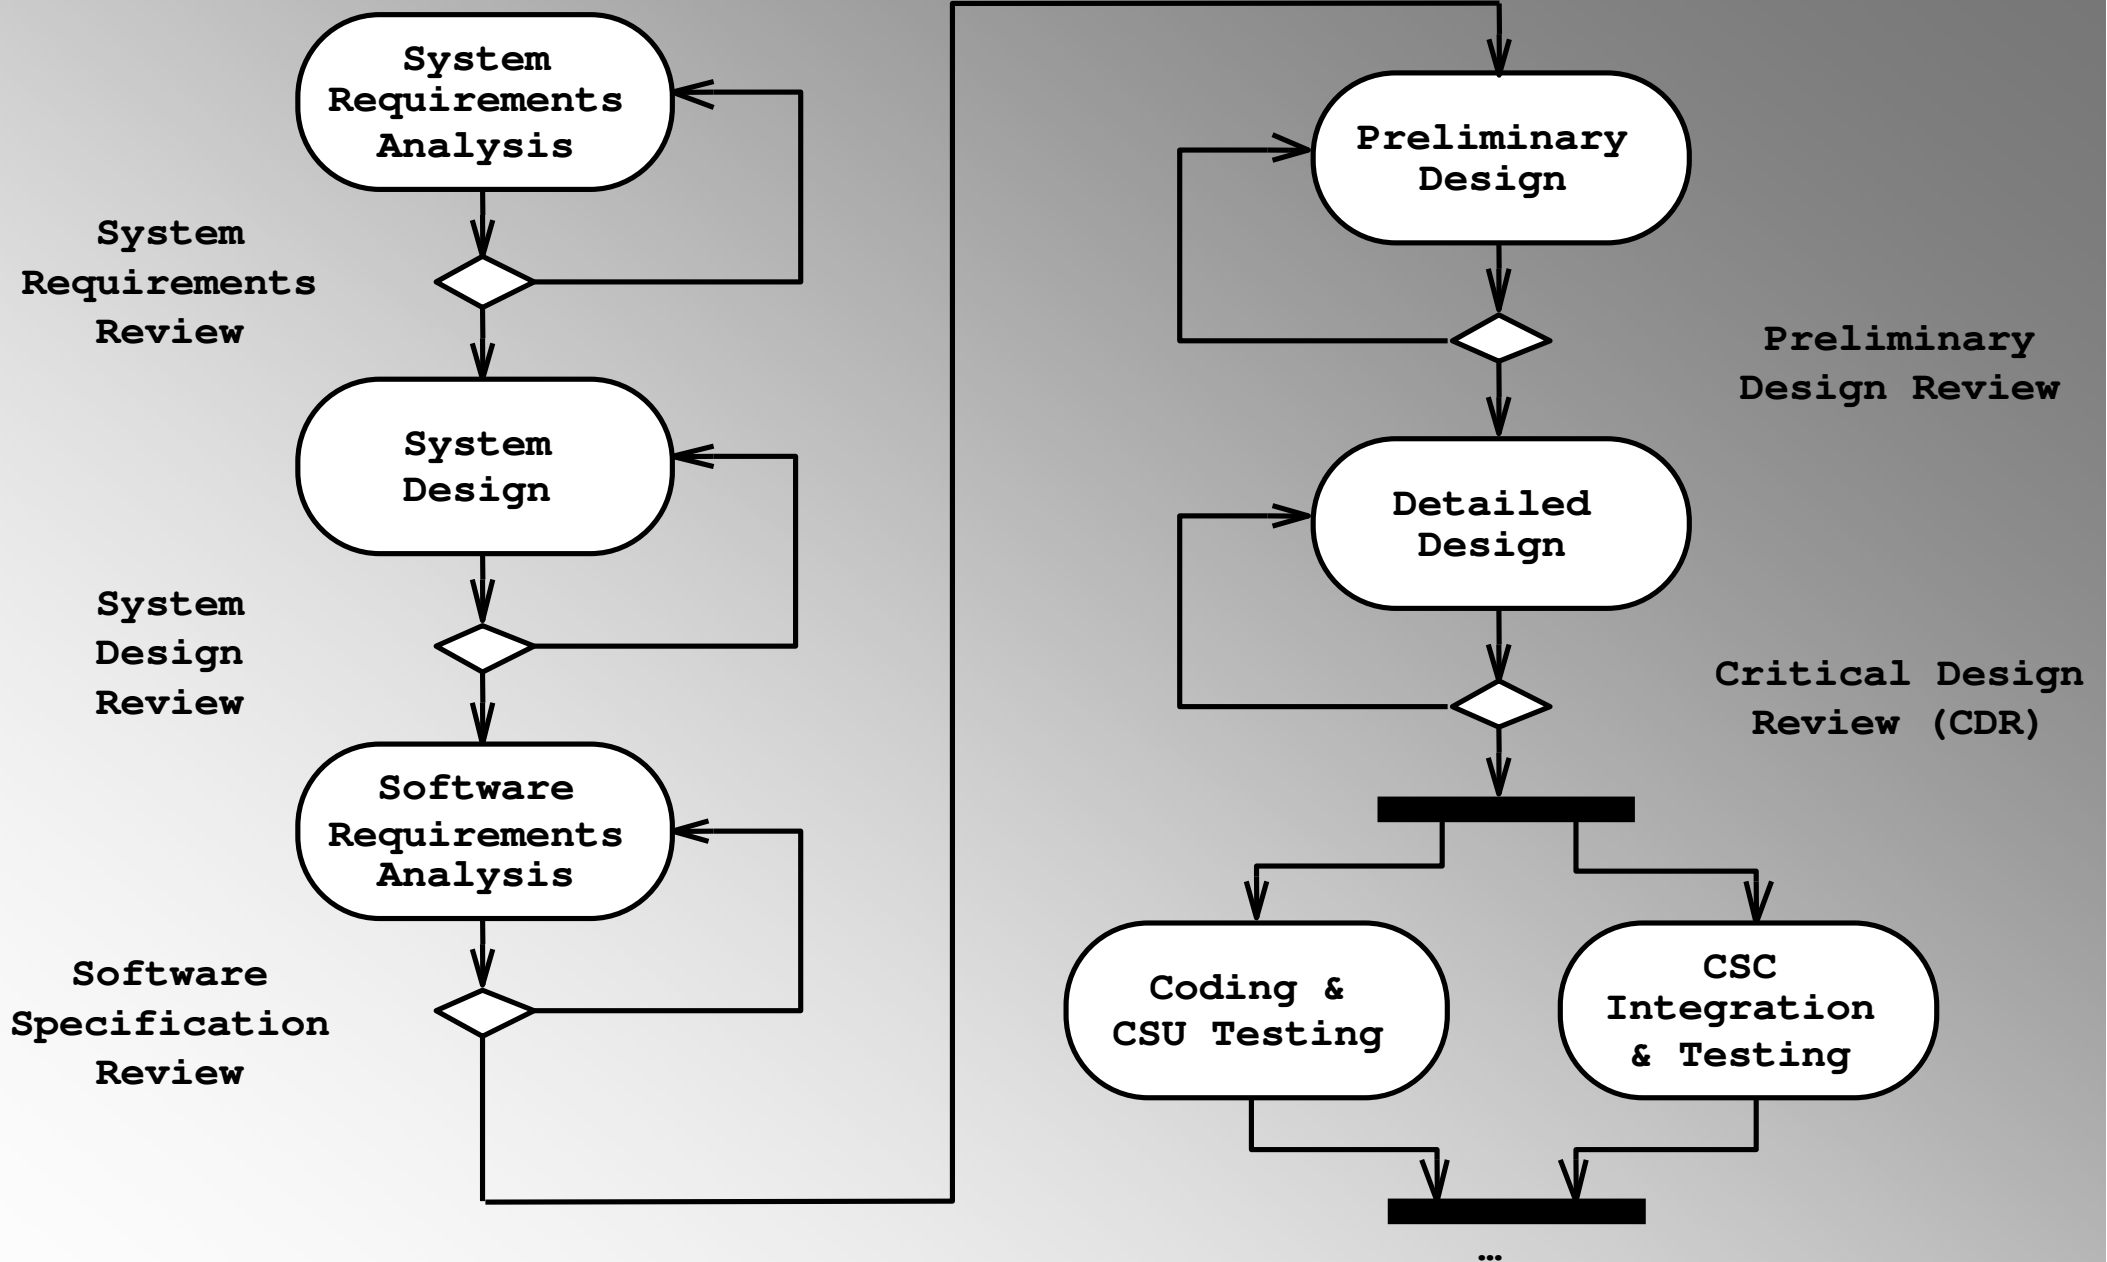 System
Requirements
Analysis
System
Requirements
Review
System
Design
System
Design
Review
Software
Requirements
Analysis
Software
Specification
Review
Preliminary
Design
Preliminary
Design Review
Detailed
Design
Critical Design
Review (CDR)
Coding &
CSU Testing
CSC
Integration
& Testing
…